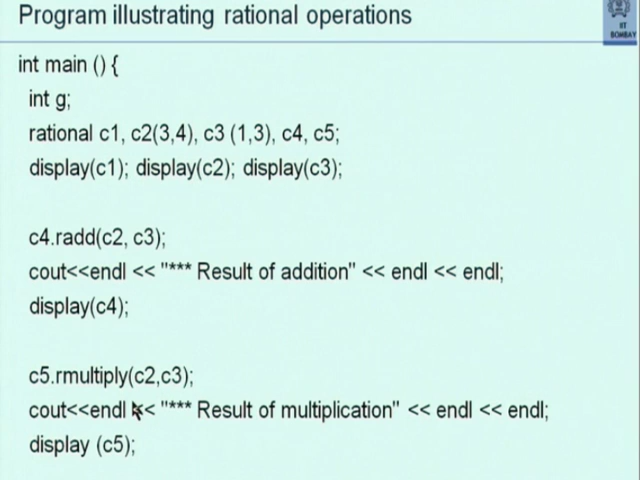 Program illustrating rational operations
IIT
BOMBAY
int main () {
int g;
rational c1, c2(3,4), c3 (1,3), c4, c5;
display(c1); display(c2); display(c3);
c4.radd(c2, c3);
cout<<endl << "*** Result of addition" << endl << endl;
display(c4);
c5.rmultiply(c2,c3);
cout<<endl << "*** Result of multiplication" << endl << endl;
display (c5);